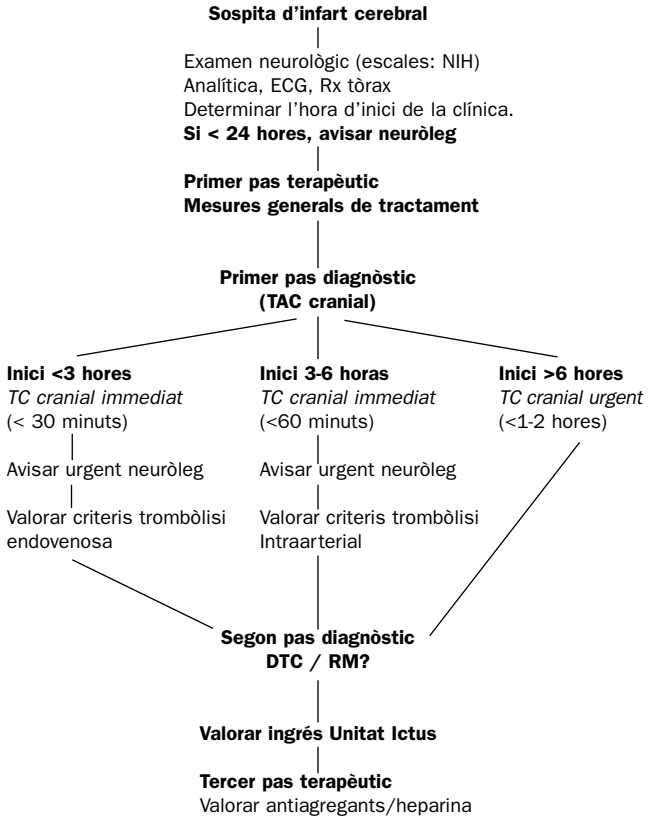 Sospita d'infart cerebral
Examen neurològic (escales: NIH)
Analítica, ECG, Rx tòrax
Determinar l'hora d'inici de la clínica.
Si < 24 hores, avisar neuròleg
Primer pas terapèutic
Mesures generals de tractament
Primer pas diagnòstic
(TAC cranial)
Inici <3 hores
TC cranial immediat
(< 30 minuts)
Avisar urgent neuròleg
Valorar criteris trombòlisi
endovenosa
Inici 3-6 horas
TC cranial immediat
(<60 minuts)
Avisar urgent neuròleg
Valorar criteris trombòlisi
Intraarterial
Inici >6 hores
TC cranial urgent
(<1-2 hores)
Segon pas diagnòstic
DTC / RM?
Valorar ingrés Unitat Ictus
Tercer pas terapèutic
Valorar antiagregants/heparina